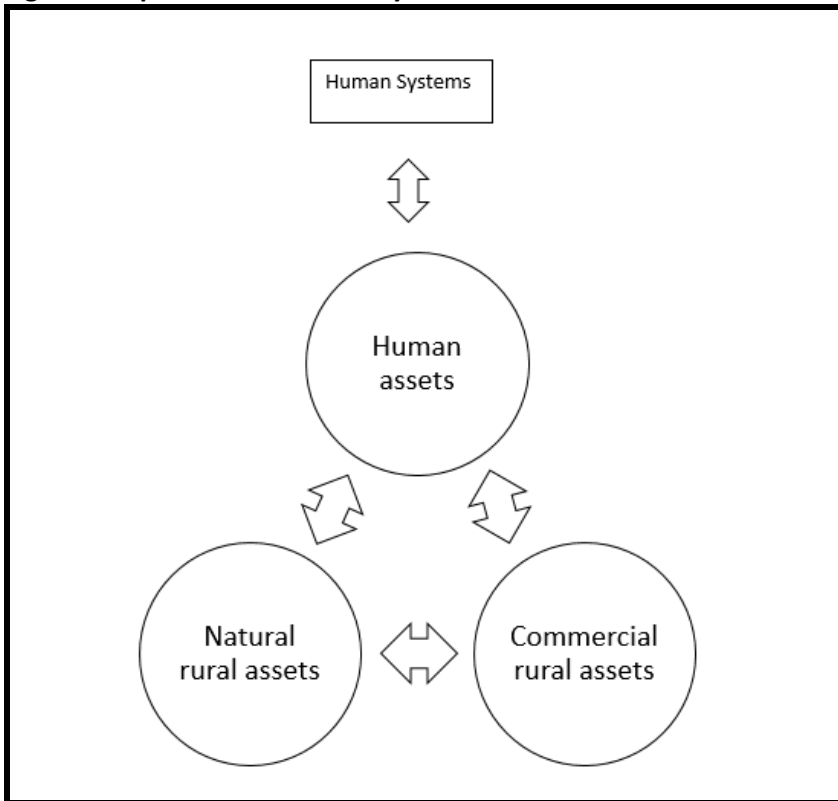 Human Systems
Human
assets
Natural
rural assets
Commercial
rural assets